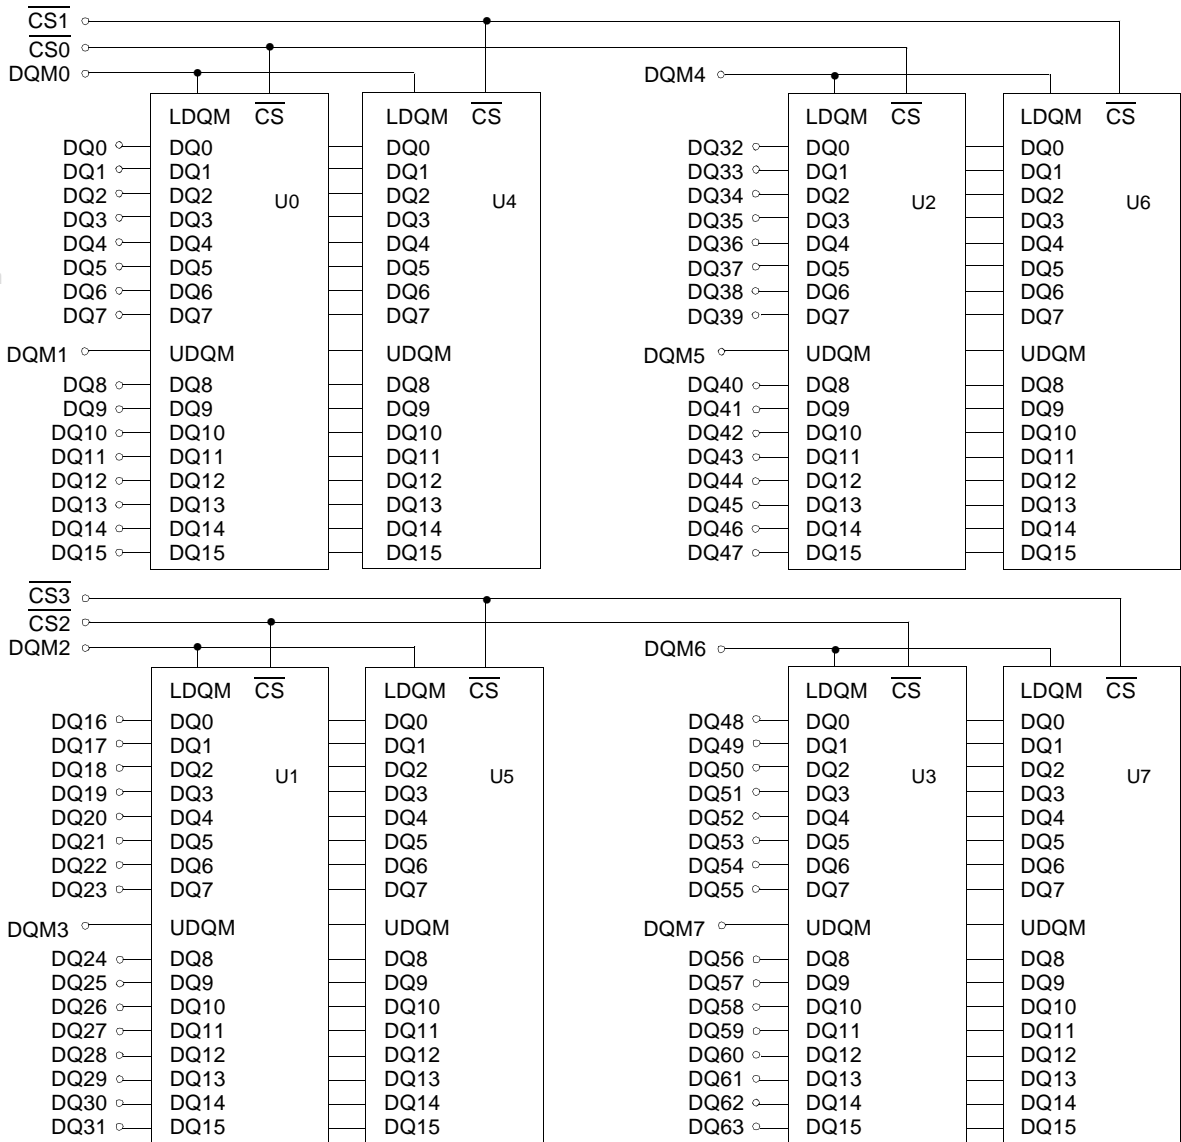 CS1
CS0
DQM0 DQM4
LDQM CS LDQM CS LDQM CS LDQM CS
DQ0 DQ0 DQ0 DQ32 DQ0 DQ0
DQ1 DQ1 DQ1 DQ33 DQ1 DQ1
DQ2 DQ2 U0 DQ2 U4 DQ34 DQ2 U2 DQ2 U6
DQ3 DQ3 DQ3 DQ35 DQ3 DQ3
DQ4 DQ4 DQ4 DQ36 DQ4 DQ4
DQ5 DQ5 DQ5 DQ37 DQ5 DQ5
DQ6 DQ6 DQ6 DQ38 DQ6 DQ6
DQ7 DQ7 DQ7 DQ39 DQ7 DQ7
DQM1 UDQM UDQM DQM5 UDQM UDQM
DQ8 DQ8 DQ8 DQ40 DQ8 DQ8
DQ9 DQ9 DQ9 DQ41 DQ9 DQ9
DQ10 DQ10 DQ10 DQ42 DQ10 DQ10
DQ11 DQ11 DQ11 DQ43 DQ11 DQ11
DQ12 DQ12 DQ12 DQ44 DQ12 DQ12
DQ13 DQ13 DQ13 DQ45 DQ13 DQ13
DQ14 DQ14 DQ14 DQ46 DQ14 DQ14
DQ15 DQ15 DQ15 DQ47 DQ15 DQ15
CS3
CS2
DQM2 DQM6
LDQM CS LDQM CS LDQM CS LDQM CS
DQ16 DQ0 DQ0 DQ48 DQ0 DQ0
DQ17 DQ1 DQ1 DQ49 DQ1 DQ1
DQ18 DQ2 U1 DQ2 U5 DQ50 DQ2 U3 DQ2 U7
DQ19 DQ3 DQ3 DQ51 DQ3 DQ3
DQ20 DQ4 DQ4 DQ52 DQ4 DQ4
DQ21 DQ5 DQ5 DQ53 DQ5 DQ5
DQ22 DQ6 DQ6 DQ54 DQ6 DQ6
DQ23 DQ7 DQ7 DQ55 DQ7 DQ7
DQM3 UDQM UDQM DQM7 UDQM UDQM
DQ24 DQ8 DQ8 DQ56 DQ8 DQ8
DQ25 DQ9 DQ9 DQ57 DQ9 DQ9
DQ26 DQ10 DQ10 DQ58 DQ10 DQ10
DQ27 DQ11 DQ11 DQ59 DQ11 DQ11
DQ28 DQ12 DQ12 DQ60 DQ12 DQ12
DQ29 DQ13 DQ13 DQ61 DQ13 DQ13
DQ30 DQ14 DQ14 DQ62 DQ14 DQ14
DQ31 DQ15 DQ15 DQ63 DQ15 DQ15